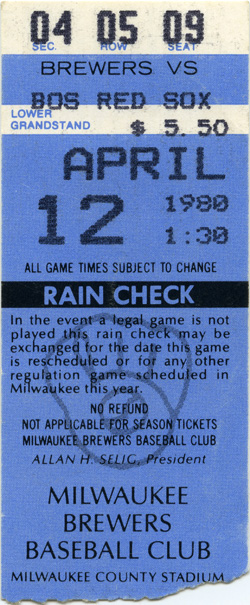 04 05 09
SEC. ROW SEAT
BREWERS VS
BOS RED SOX
LOWER
GRANDSTAND $ 5.50
APRIL
12 1980
1:30
ALL GAME TIMES SUBJECT TO CHANGE
RAIN CHECK
In the event a legal game is not
played this rain check may be
exchanged for the date this game
is rescheduled or for any other
regulation game scheduled in
Milwaukee this year.
NO REFUND
NOT APPLICABLE FOR SEASON TICKETS
MILWAUKEE BREWERS BASEBALL CLUB
ALLAN H. SELIG, President
MILWAUKEE
BREWERS
BASEBALL CLUB
MILWAUKEE COUNTY STADIUM